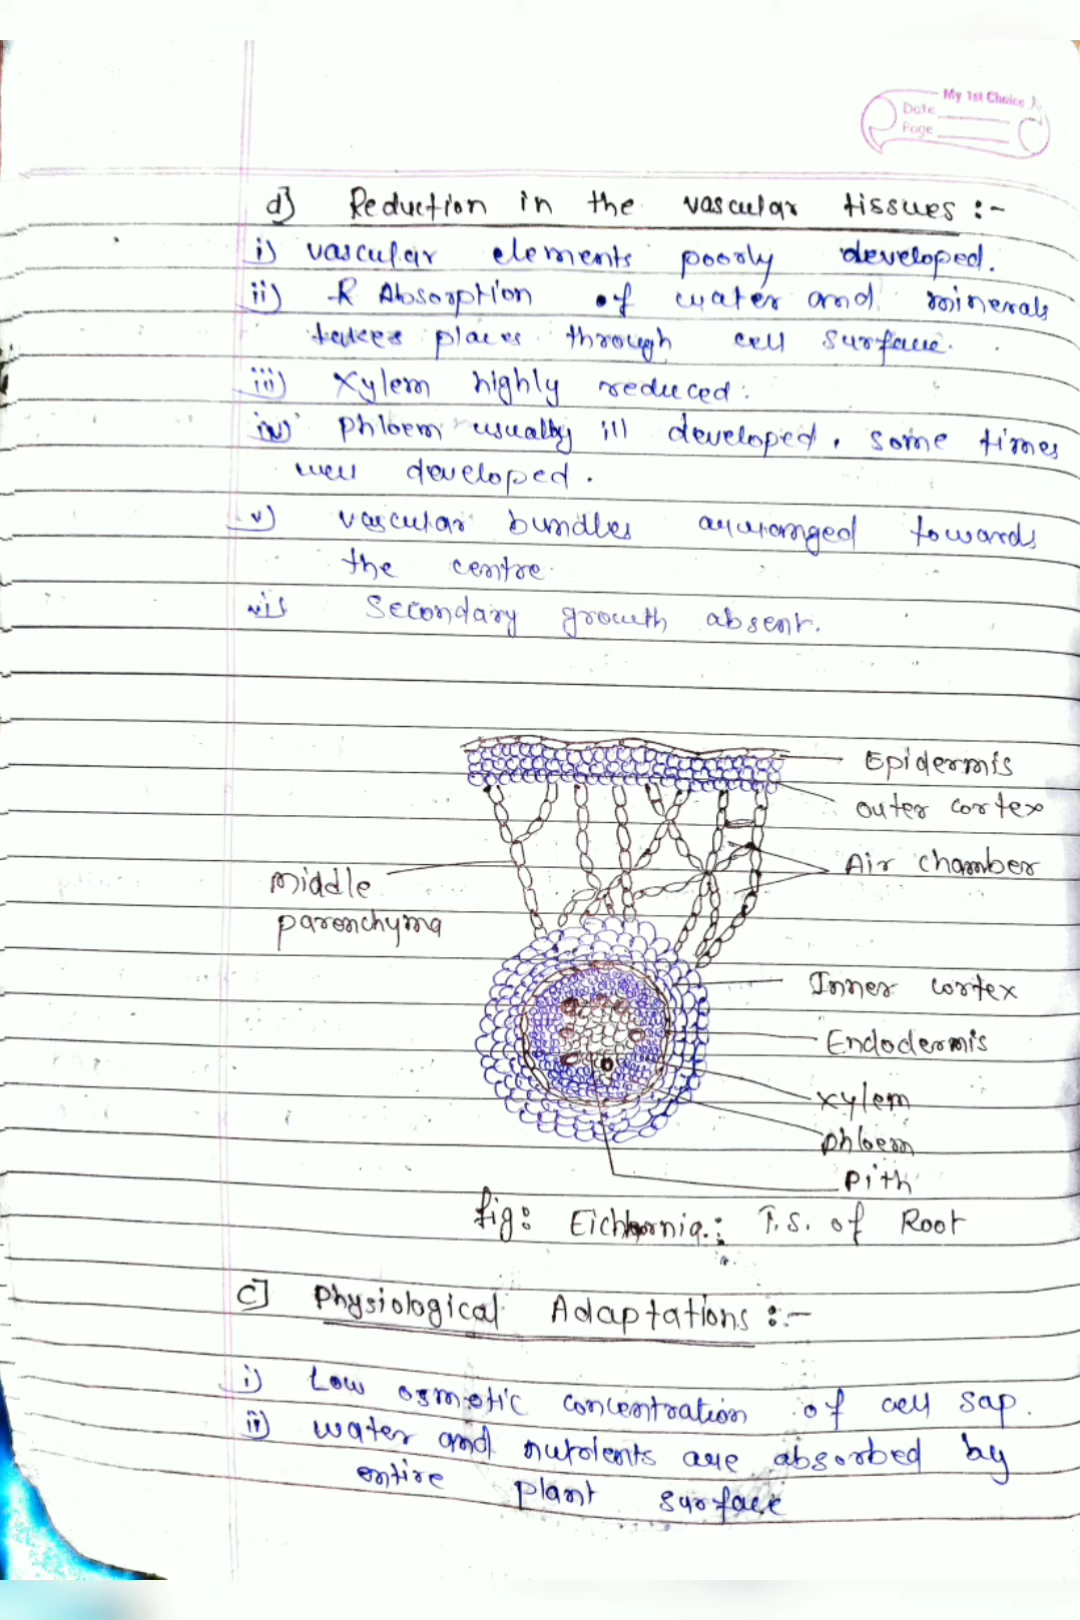 My 1st Choice
Date
Page
d] Reduction in the vascular tissues :-
i) vascular elements poorly developed.
ii) Absorption of water and minerals
takes places through cell surface.
iii) xylem highly reduced.
iv) phloem usually ill developed, some times
well developed.
v) vascular bundles arranged towards
the centre.
vi) Secondary growth absent.
Epidermis
outer cortex
Air chamber
middle
parenchyma
Inner cortex
Endodermis
xylem
phloem
pith
fig: Eichhornia : T.S. of Root
c] Physiological Adaptations :-
i) Low osmotic concentration of cell sap.
ii) water and nutrients are absorbed by
entire plant surface